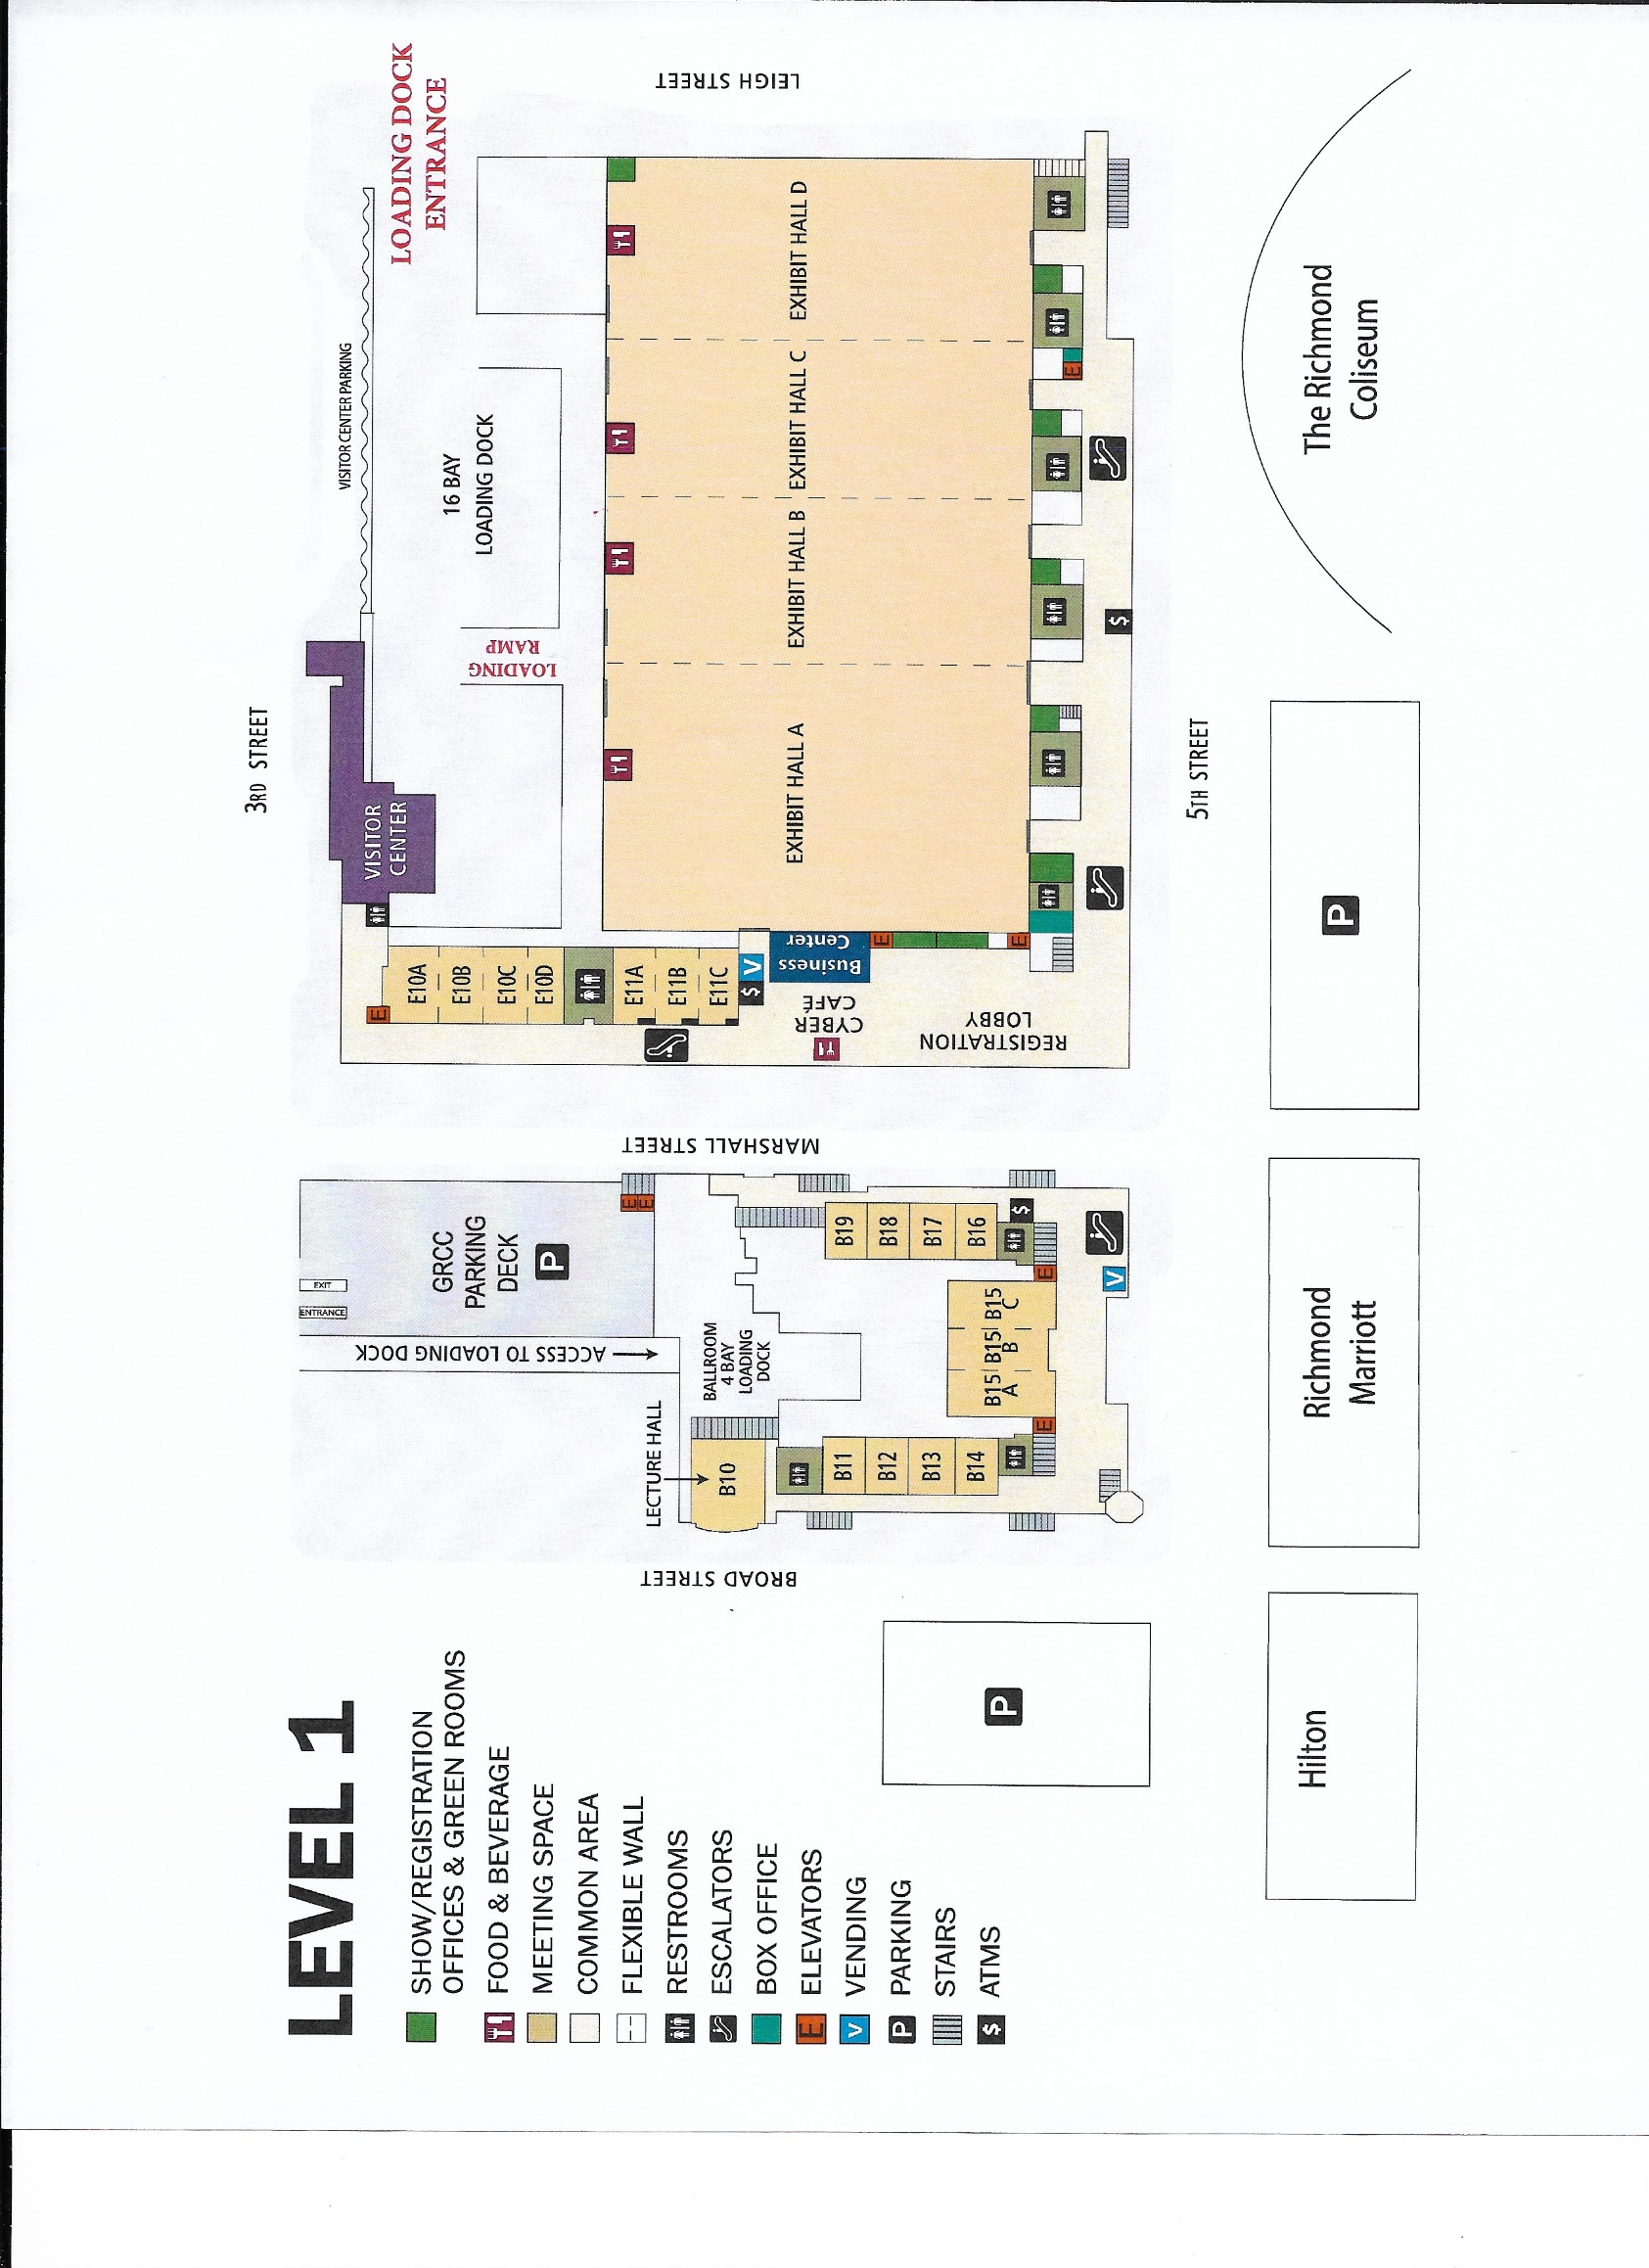 LEVEL 1
SHOW/REGISTRATION
OFFICES & GREEN ROOMS
FOOD & BEVERAGE
MEETING SPACE
COMMON AREA
FLEXIBLE WALL
RESTROOMS
ESCALATORS
BOX OFFICE
E ELEVATORS
V VENDING
P PARKING
STAIRS
$ ATMS
3RD STREET
VISITOR CENTER PARKING
LOADING DOCK
ENTRANCE
VISITOR
CENTER
16 BAY
LOADING DOCK
LOADING
RAMP
LEIGH STREET
EXHIBIT HALL A
EXHIBIT HALL B
EXHIBIT HALL C
EXHIBIT HALL D
E
E10A
E10B
E10C
E10D
E11A
E11B
E11C
$ V
Business
Center
E
E
E
CYBER
CAFÉ
REGISTRATION
LOBBY
$
5TH STREET
MARSHALL STREET
EXIT
ENTRANCE
GRCC
PARKING
DECK
P
E E
ACCESS TO LOADING DOCK
LECTURE HALL
BALLROOM
4 BAY
LOADING
DOCK
B10
B11
B12
B13
B14
B15 A
B15 B
B15 C
B16
B17
B18
B19
$
E
E
V
BROAD STREET
P
Hilton
Richmond
Marriott
P
The Richmond
Coliseum